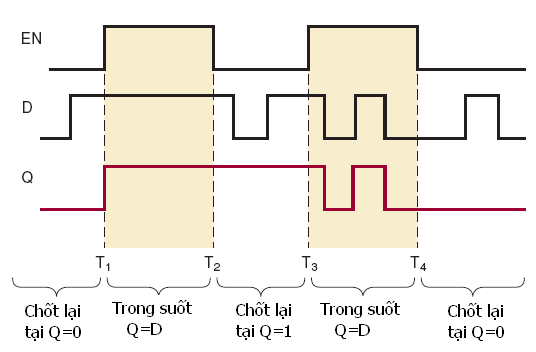 EN
D
Q
T1 T2 T3 T4
Chốt lại Trong suốt Chốt lại Trong suốt Chốt lại
tại Q=0 Q=D tại Q=1 Q=D tại Q=0